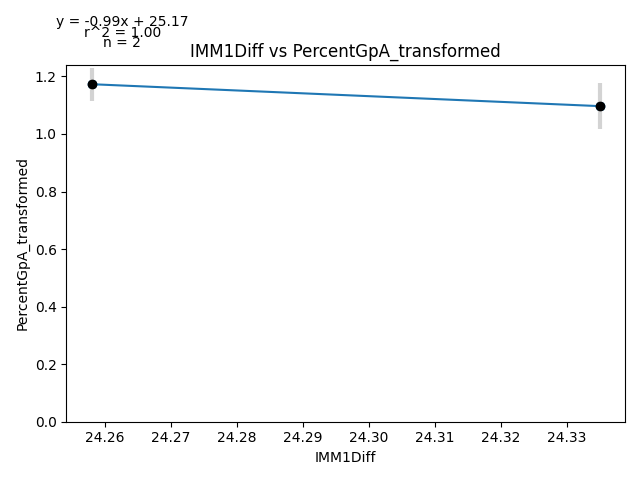 y = -0.99x + 25.17
r^2 = 1.00
n = 2
IMM1Diff vs PercentGpA_transformed
PercentGpA_transformed
1.2
1.0
0.8
0.6
0.4
0.2
0.0
24.26 24.27 24.28 24.29 24.30 24.31 24.32 24.33
IMM1Diff